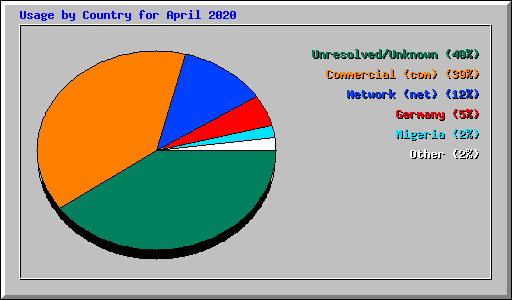 Usage by Country for April 2020
Unresolved/Unknown (40%)
Commercial (com) (39%)
Network (net) (12%)
Germany (5%)
Nigeria (2%)
Other (2%)